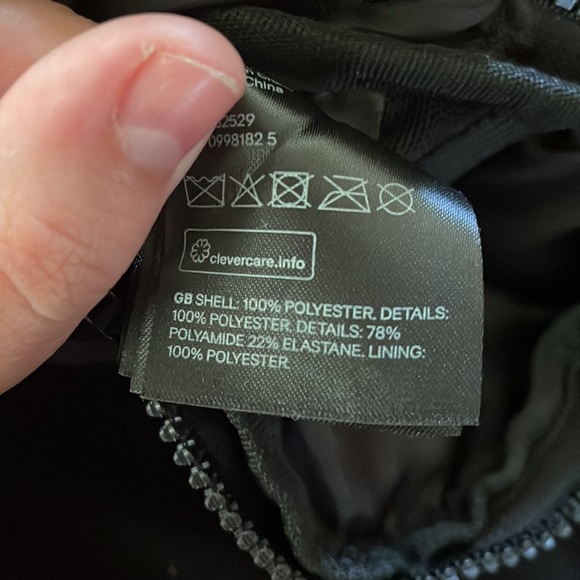 China
2529
0998182 5
clevercare.info
GB SHELL: 100% POLYESTER. DETAILS:
100% POLYESTER. DETAILS: 78%
POLYAMIDE 22% ELASTANE. LINING:
100% POLYESTER.